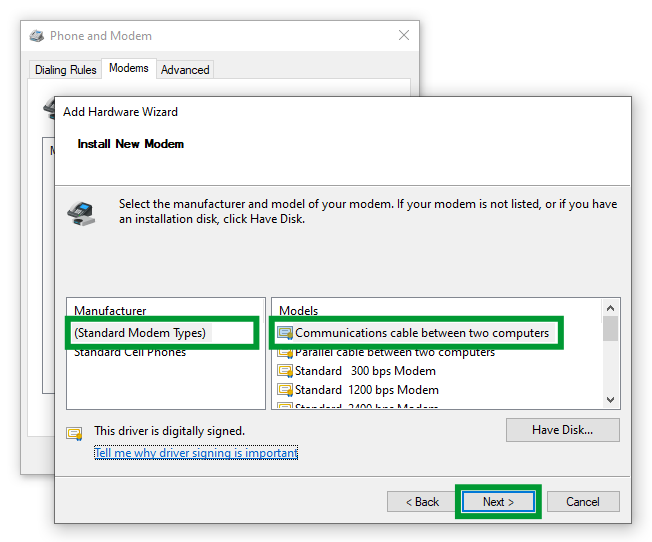 Phone and Modem
Dialing Rules Modems Advanced
Add Hardware Wizard
Install New Modem
Select the manufacturer and model of your modem. If your modem is not listed, or if you have
an installation disk, click Have Disk.
Manufacturer
(Standard Modem Types)
Standard Cell Phones
Models
Communications cable between two computers
Parallel cable between two computers
Standard 300 bps Modem
Standard 1200 bps Modem
Standard 2400 bps Modem
This driver is digitally signed.
Tell me why driver signing is important
Have Disk...
< Back Next > Cancel